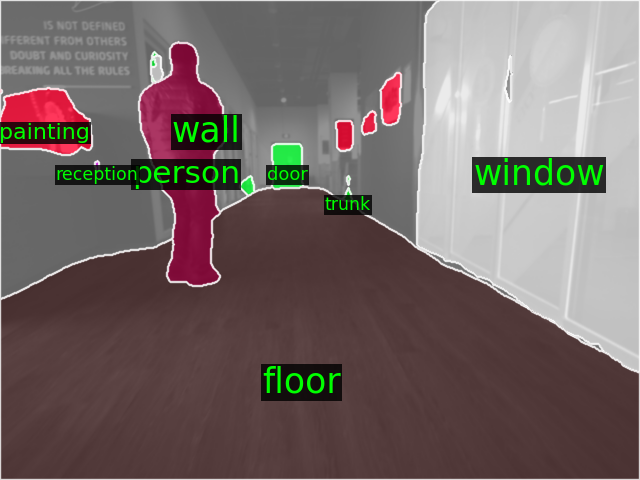 IS NOT DEFINED
IFFERENT FROM OTHERS
DOUBT AND CURIOSITY
BREAKING ALL THE RULES
wall
painting
reception
person
door
window
trunk
floor